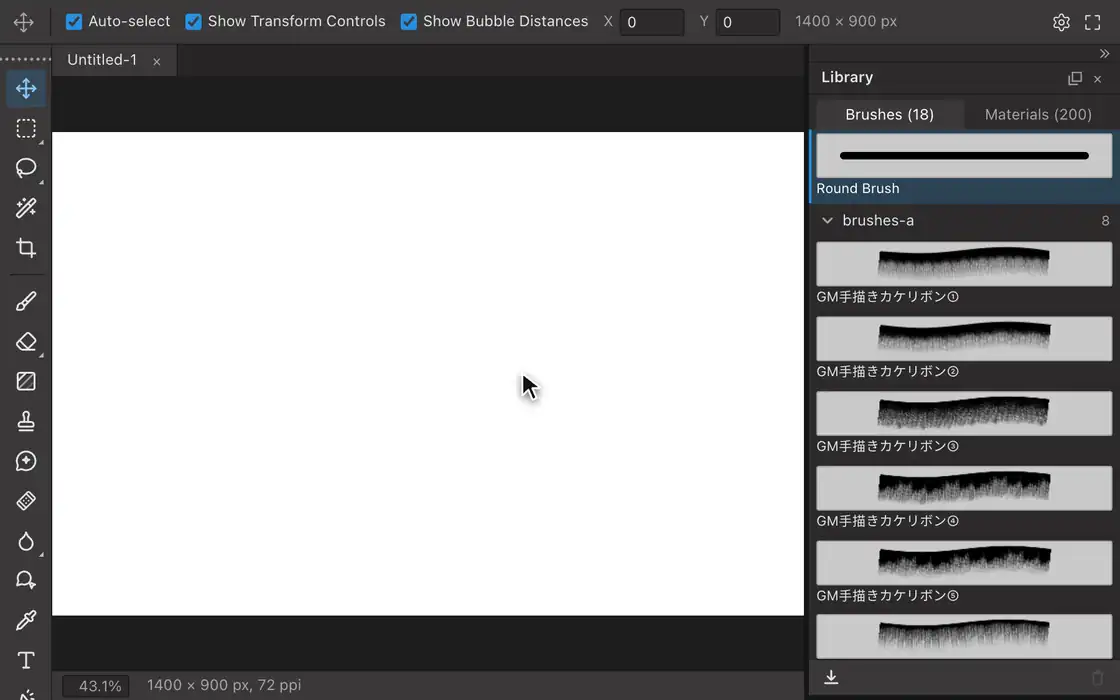 Auto-select Show Transform Controls Show Bubble Distances X 0 Y 0 1400 × 900 px
Untitled-1 ×
Library
Brushes (18) Materials (200)
Round Brush
brushes-a 8
GM手描きカケリボン①
GM手描きカケリボン②
GM手描きカケリボン③
GM手描きカケリボン④
GM手描きカケリボン⑤
43.1% 1400 × 900 px, 72 ppi